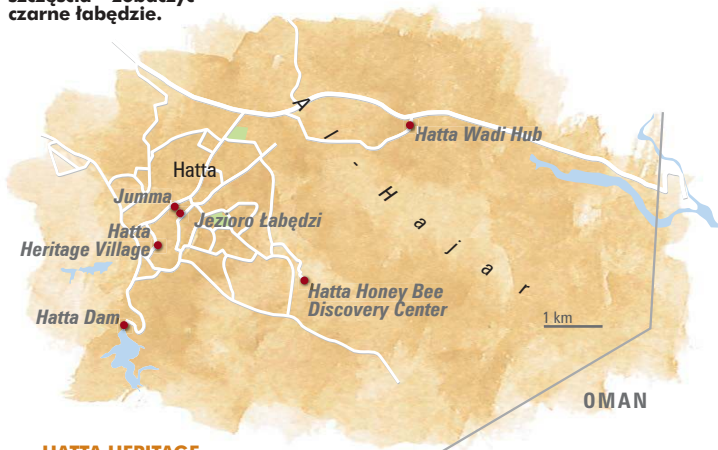 czarne łabędzie.
Al-Hajar
Hatta Wadi Hub
Hatta
Jumma
Jezioro Łabędzi
Hatta
Heritage Village
Hatta Honey Bee
Discovery Center
Hatta Dam
1 km
OMAN